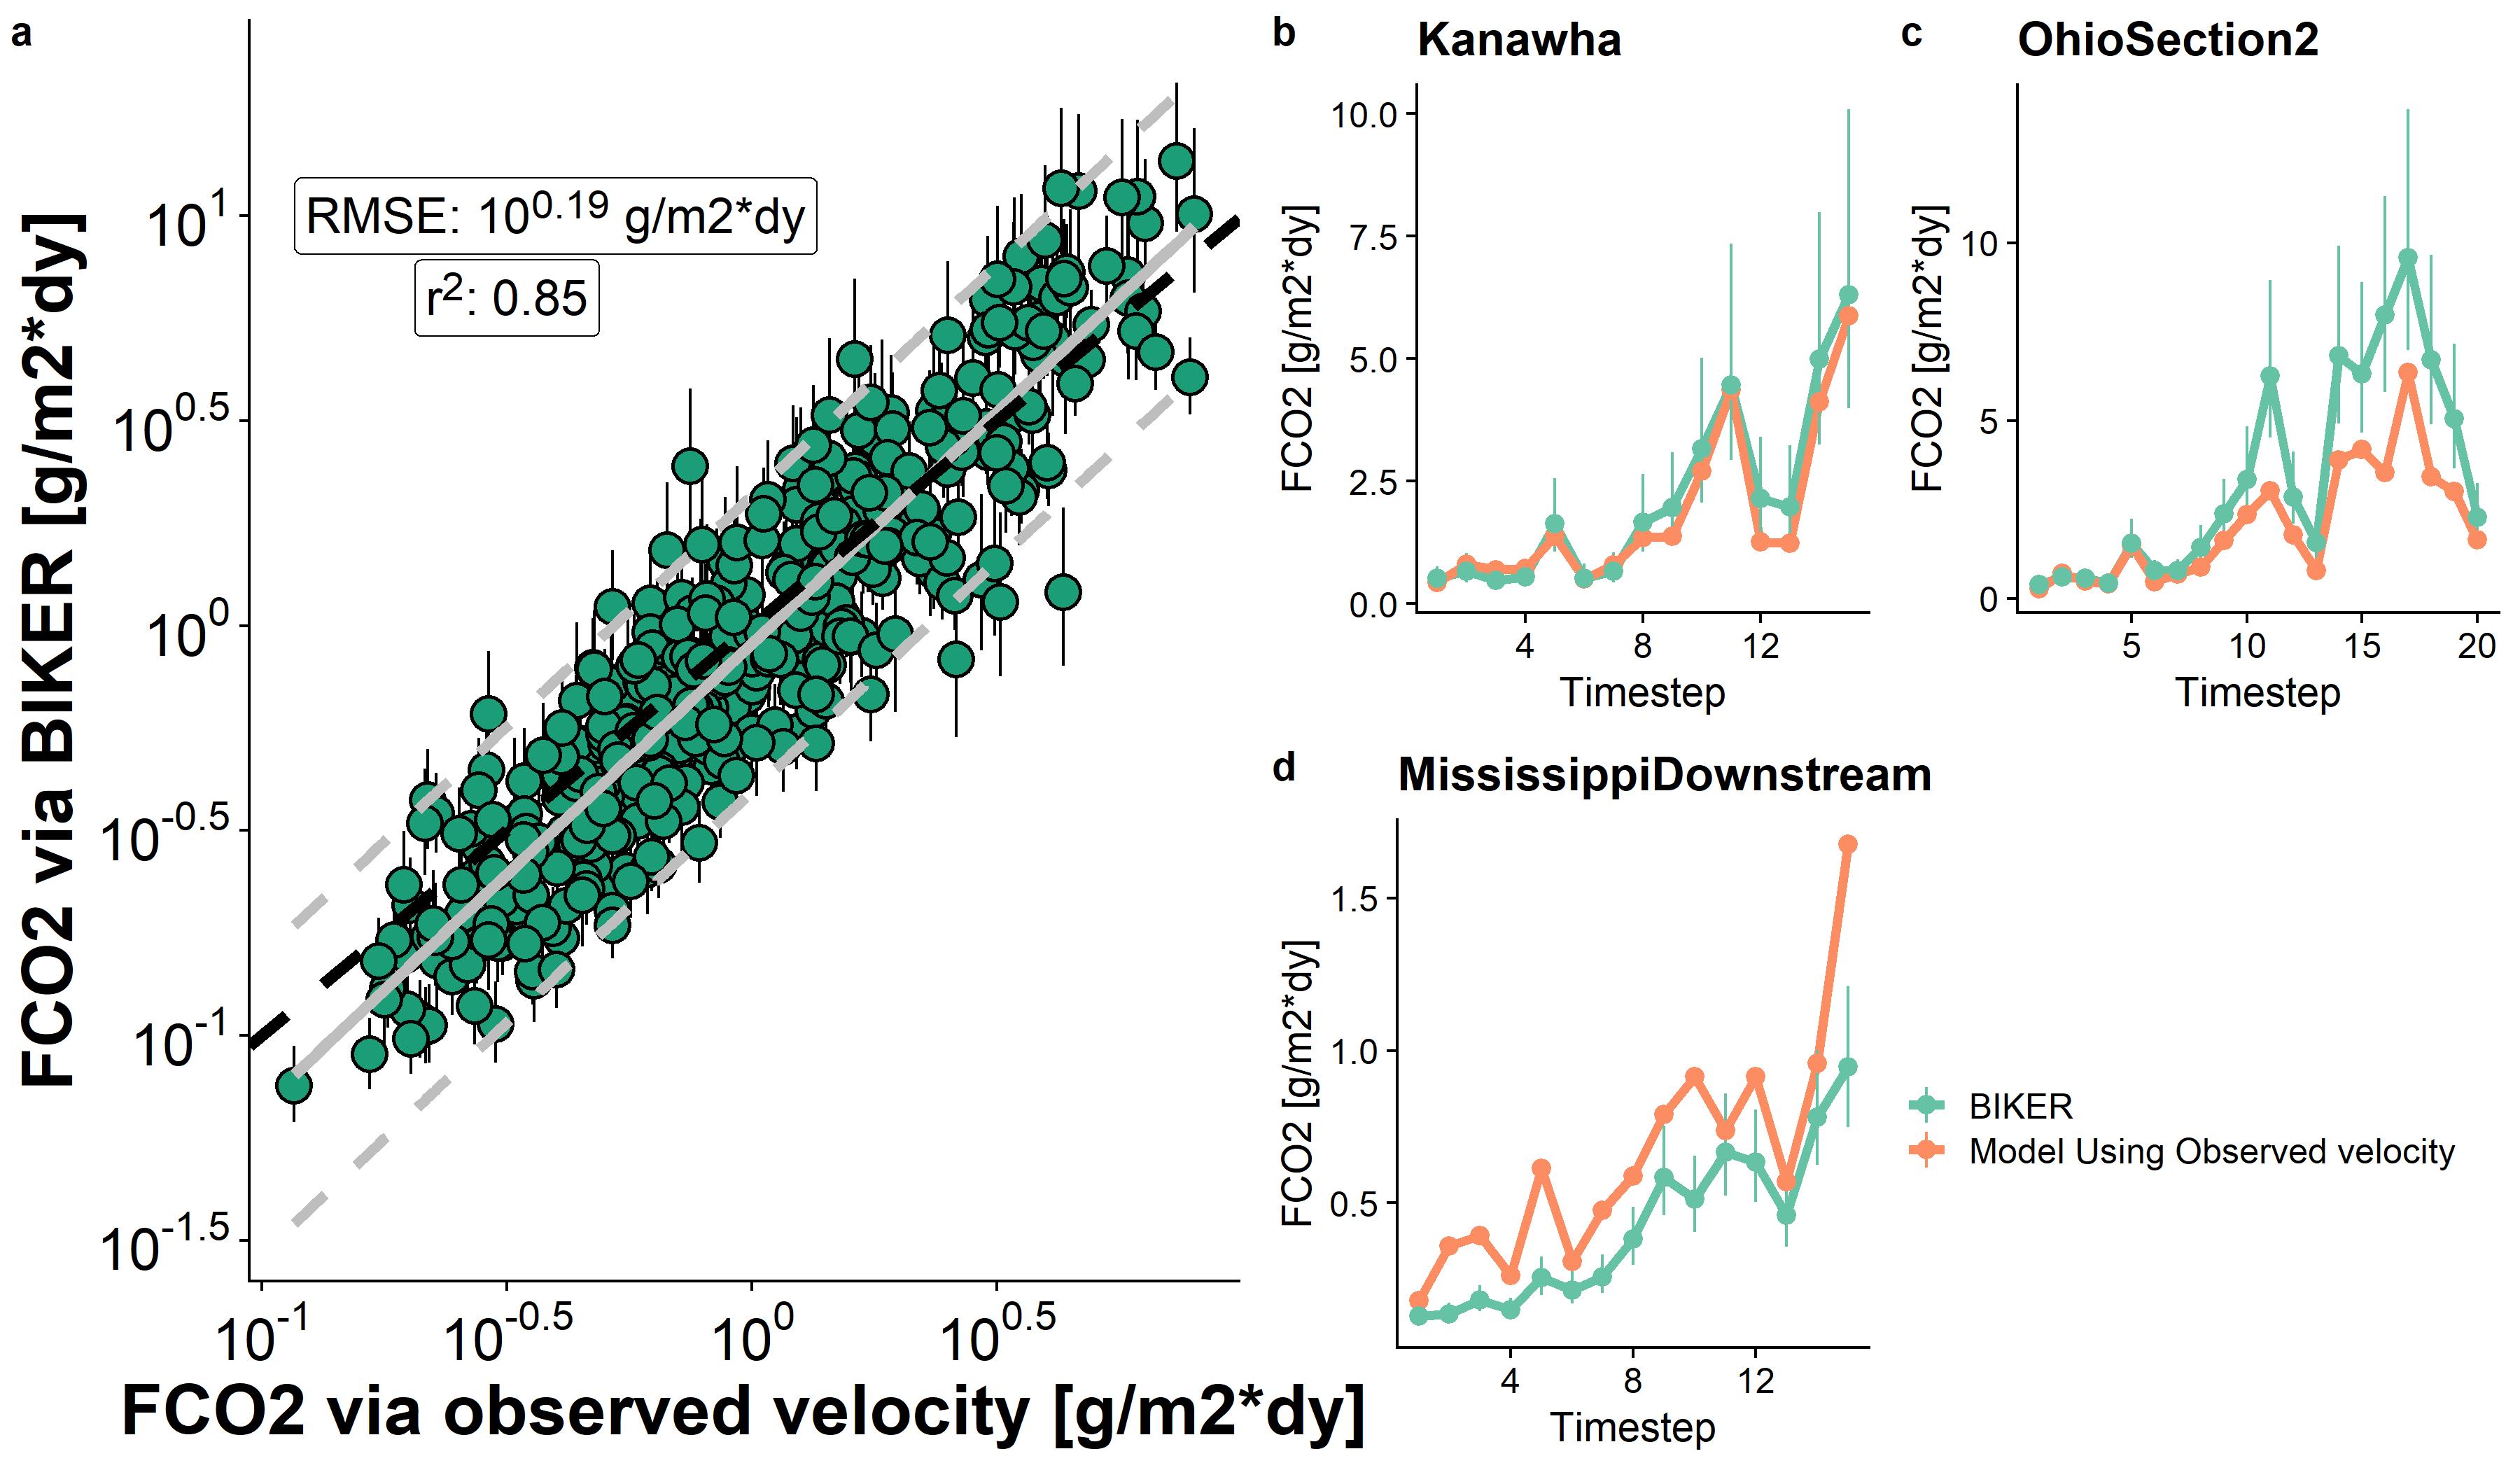 a
FCO2 via BIKER [g/m2*dy]
10^1
10^0.5
10^0
10^-0.5
10^-1
10^-1.5
RMSE: 10^0.19 g/m2*dy
r^2: 0.85
10^-1 10^-0.5 10^0 10^0.5
FCO2 via observed velocity [g/m2*dy]
b
Kanawha
FCO2 [g/m2*dy]
10.0
7.5
5.0
2.5
0.0
4 8 12
Timestep
c
OhioSection2
FCO2 [g/m2*dy]
10
5
0
5 10 15 20
Timestep
d
MississippiDownstream
FCO2 [g/m2*dy]
1.5
1.0
0.5
4 8 12
Timestep
BIKER
Model Using Observed velocity